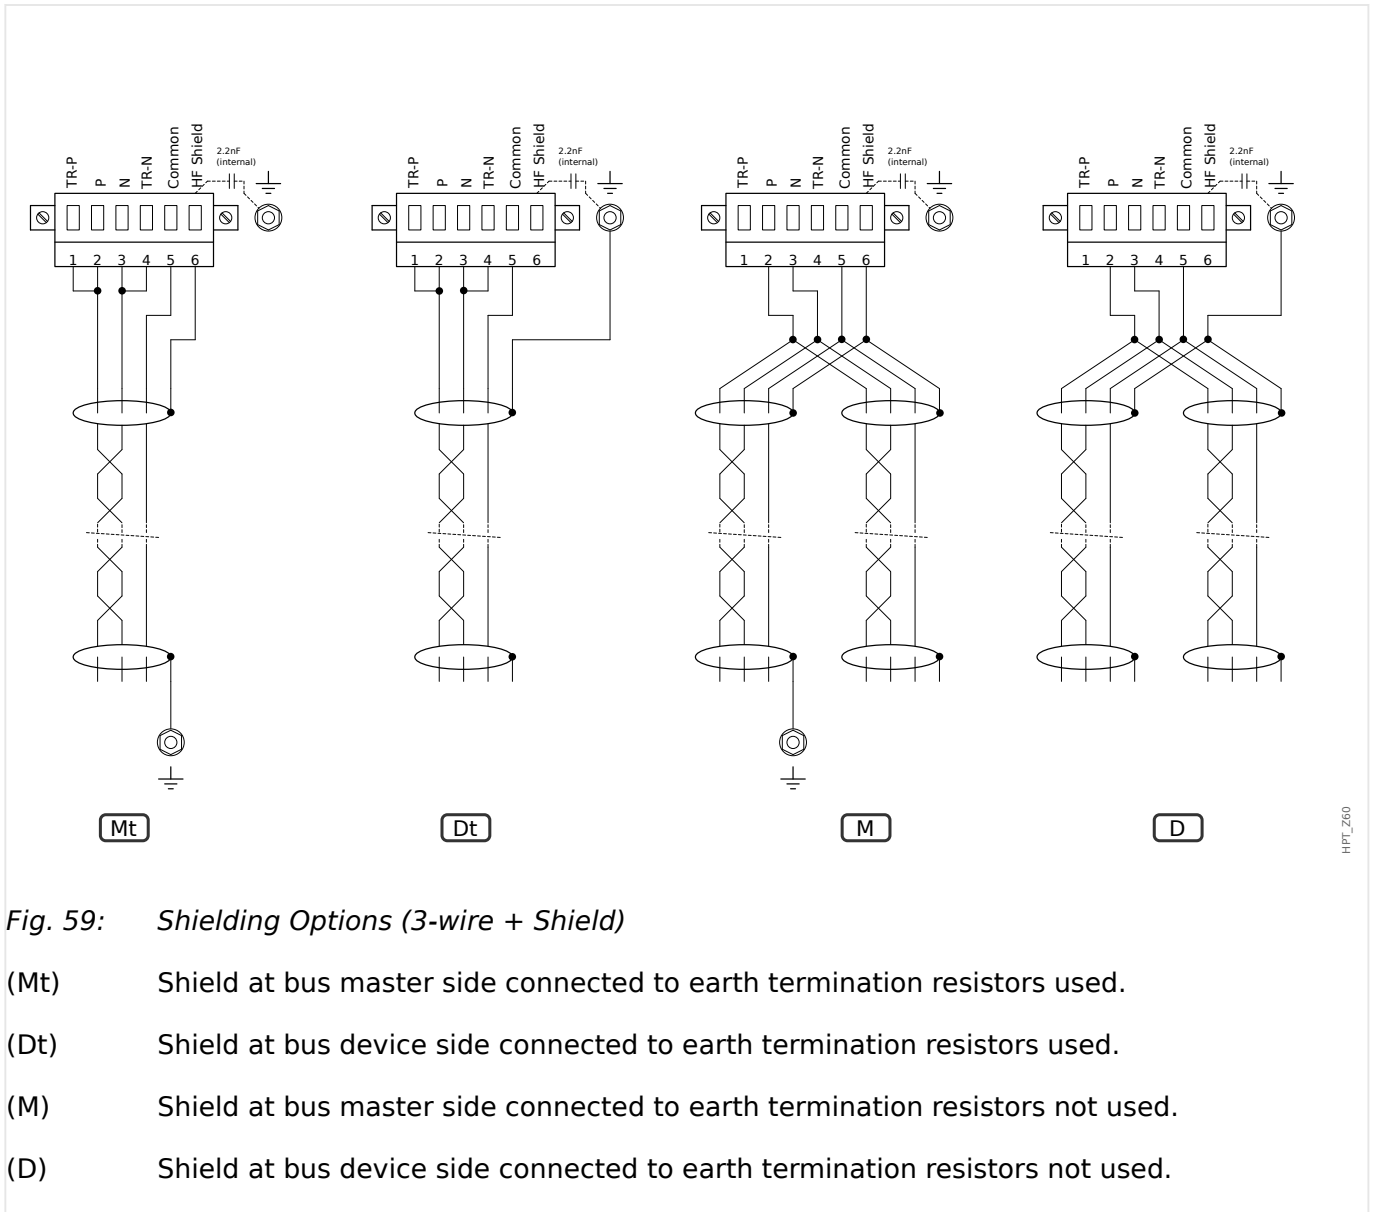 TR-P P N TR-N Common HF Shield 2.2nF (internal)
TR-P P N TR-N Common HF Shield 2.2nF (internal)
TR-P P N TR-N Common HF Shield 2.2nF (internal)
TR-P P N TR-N Common HF Shield 2.2nF (internal)
1 2 3 4 5 6
1 2 3 4 5 6
1 2 3 4 5 6
1 2 3 4 5 6
Mt
Dt
M
D
HPT_Z60
Fig. 59: Shielding Options (3-wire + Shield)
(Mt) Shield at bus master side connected to earth termination resistors used.
(Dt) Shield at bus device side connected to earth termination resistors used.
(M) Shield at bus master side connected to earth termination resistors not used.
(D) Shield at bus device side connected to earth termination resistors not used.